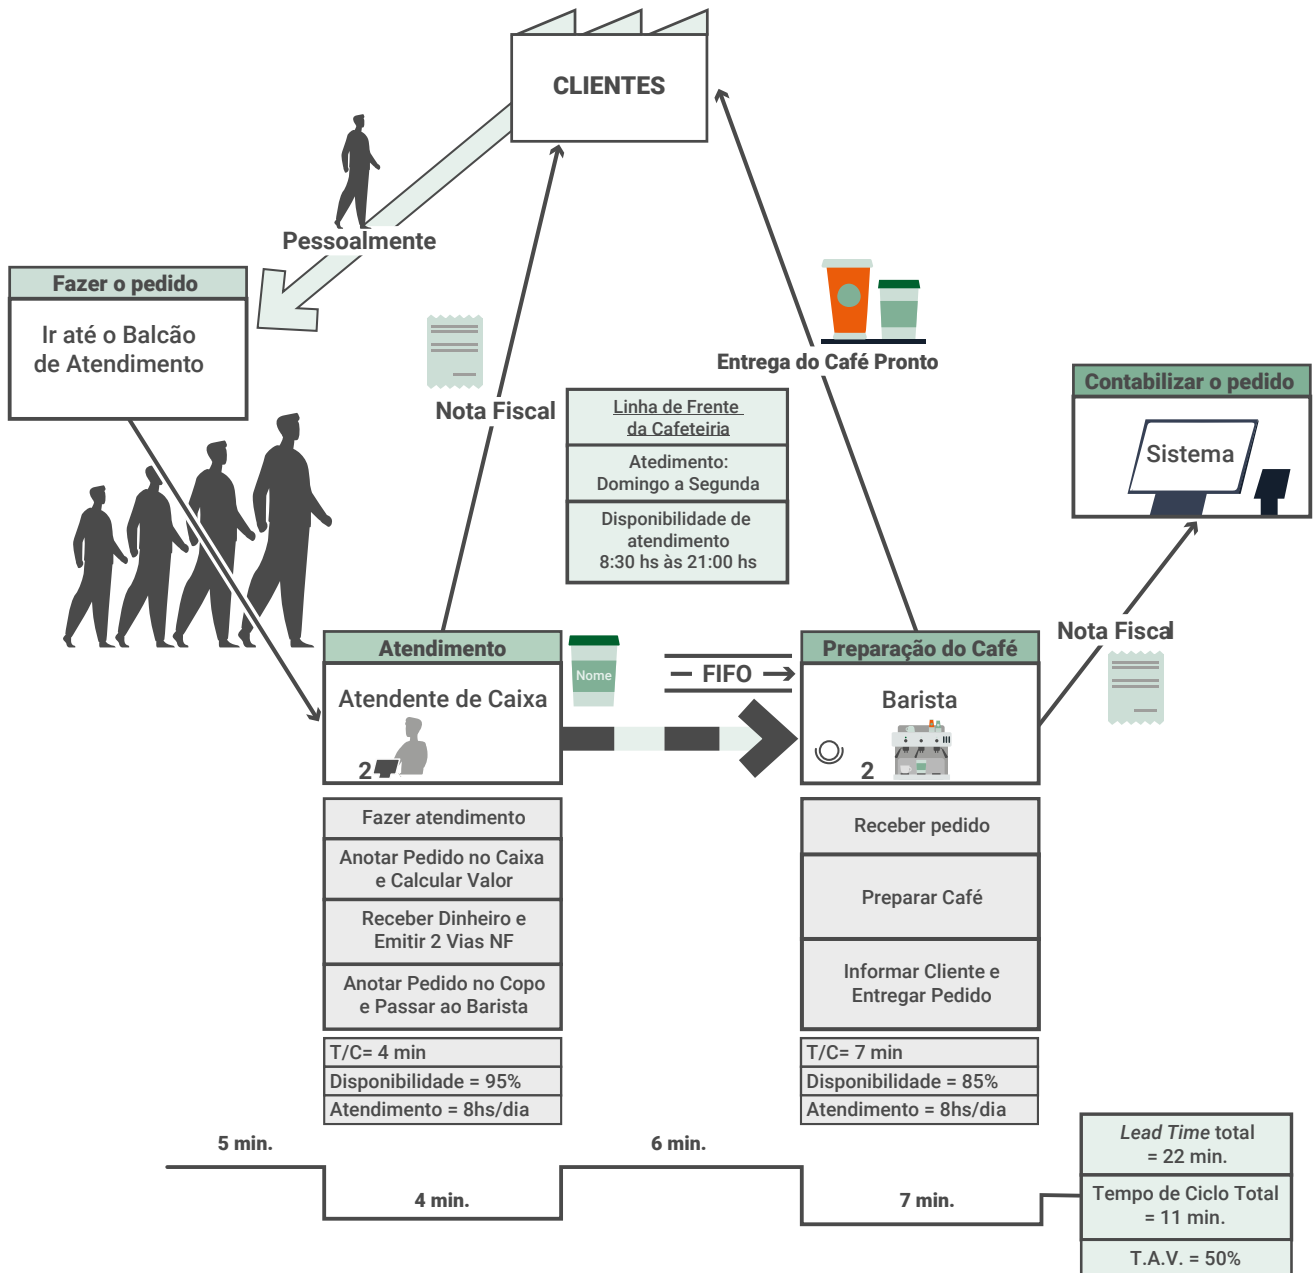 CLIENTES
Pessoalmente
Fazer o pedido
Ir até o Balcão
de Atendimento
Nota Fiscal
Entrega do Café Pronto
Linha de Frente
da Cafeteiria
Atedimento:
Domingo a Segunda
Disponibilidade de
atendimento
8:30 hs às 21:00 hs
Contabilizar o pedido
Sistema
Nota Fiscal
Atendimento
Atendente de Caixa
2
Nome
FIFO
Preparação do Café
Barista
2
Fazer atendimento
Anotar Pedido no Caixa
e Calcular Valor
Receber Dinheiro e
Emitir 2 Vias NF
Anotar Pedido no Copo
e Passar ao Barista
T/C= 4 min
Disponibilidade = 95%
Atendimento = 8hs/dia
Receber pedido
Preparar Café
Informar Cliente e
Entregar Pedido
T/C= 7 min
Disponibilidade = 85%
Atendimento = 8hs/dia
5 min.
4 min.
6 min.
7 min.
Lead Time total
= 22 min.
Tempo de Ciclo Total
= 11 min.
T.A.V. = 50%